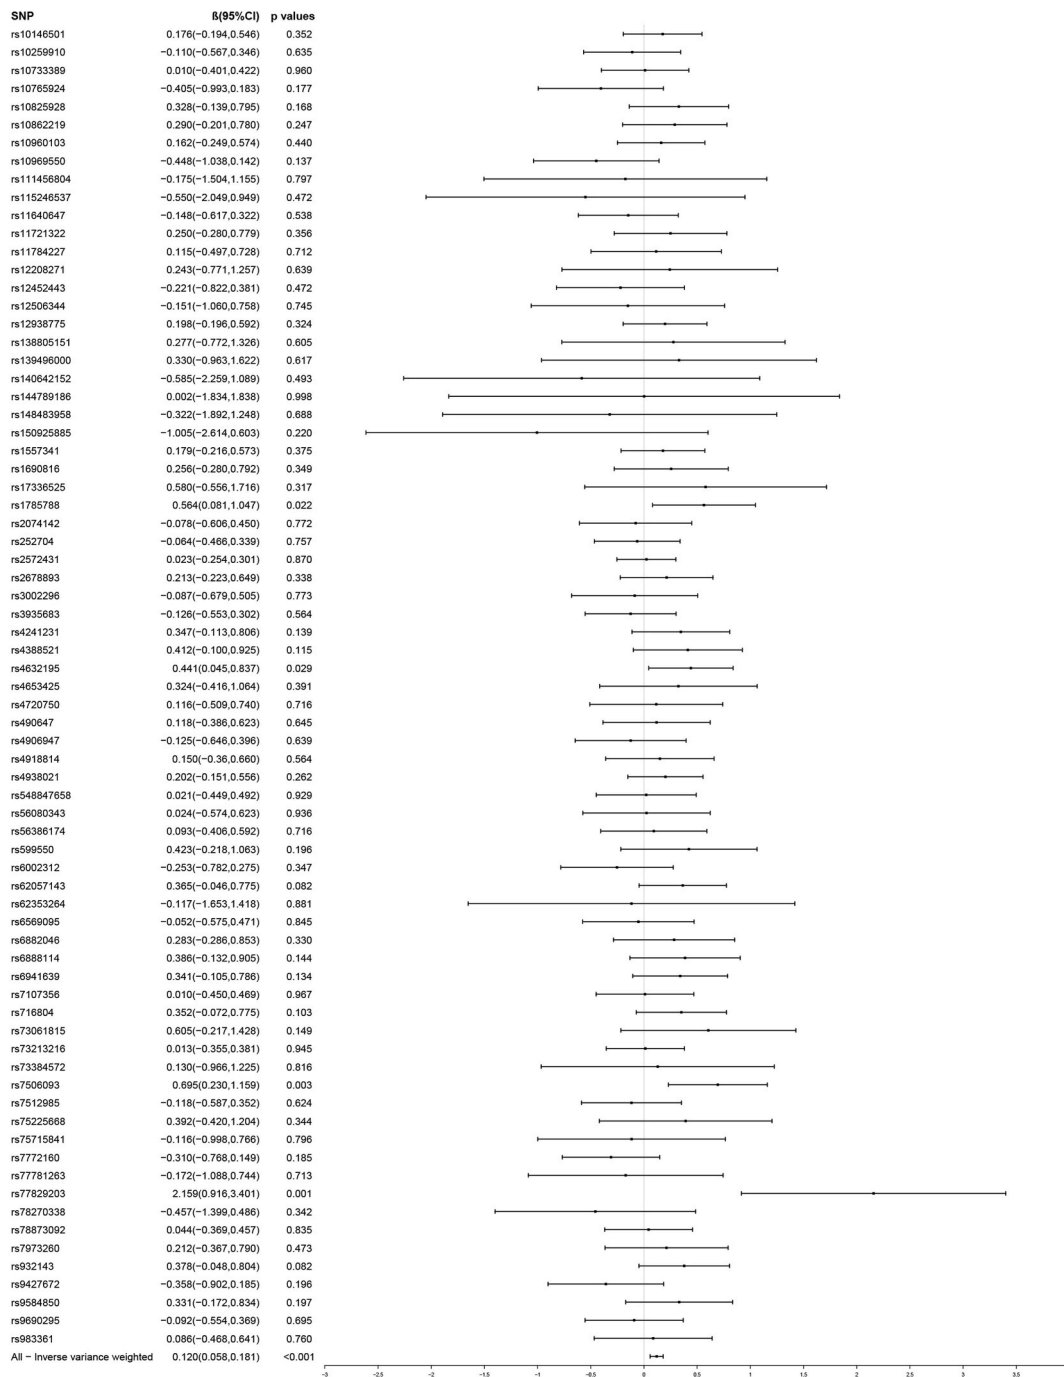 SNP ß(95%CI) p values
rs10146501 0.176(−0.194,0.546) 0.352
rs10259910 −0.110(−0.567,0.346) 0.635
rs10733389 0.010(−0.401,0.422) 0.960
rs10765924 −0.405(−0.993,0.183) 0.177
rs10825928 0.328(−0.139,0.795) 0.168
rs10862219 0.290(−0.201,0.780) 0.247
rs10960103 0.162(−0.249,0.574) 0.440
rs10969550 −0.448(−1.038,0.142) 0.137
rs111456804 −0.175(−1.504,1.155) 0.797
rs115246537 −0.550(−2.049,0.949) 0.472
rs11640647 −0.148(−0.617,0.322) 0.538
rs11721322 0.250(−0.280,0.779) 0.356
rs11784227 0.115(−0.497,0.728) 0.712
rs12208271 0.243(−0.771,1.257) 0.639
rs12452443 −0.221(−0.822,0.381) 0.472
rs12506344 −0.151(−1.060,0.758) 0.745
rs12938775 0.198(−0.196,0.592) 0.324
rs138805151 0.277(−0.772,1.326) 0.605
rs139496000 0.330(−0.963,1.622) 0.617
rs140642152 −0.585(−2.259,1.089) 0.493
rs144789186 0.002(−1.834,1.838) 0.998
rs148483958 −0.322(−1.892,1.248) 0.688
rs150925885 −1.005(−2.614,0.603) 0.220
rs1557341 0.179(−0.216,0.573) 0.375
rs1690816 0.256(−0.280,0.792) 0.349
rs17336525 0.580(−0.556,1.716) 0.317
rs1785788 0.564(0.081,1.047) 0.022
rs2074142 −0.078(−0.606,0.450) 0.772
rs252704 −0.064(−0.466,0.339) 0.757
rs2572431 0.023(−0.254,0.301) 0.870
rs2678893 0.213(−0.223,0.649) 0.338
rs3002296 −0.087(−0.679,0.505) 0.773
rs3935683 −0.126(−0.553,0.302) 0.564
rs4241231 0.347(−0.113,0.806) 0.139
rs4388521 0.412(−0.100,0.925) 0.115
rs4632195 0.441(0.045,0.837) 0.029
rs4653425 0.324(−0.416,1.064) 0.391
rs4720750 0.116(−0.509,0.740) 0.716
rs490647 0.118(−0.386,0.623) 0.645
rs4906947 −0.125(−0.646,0.396) 0.639
rs4918814 0.150(−0.36,0.660) 0.564
rs4938021 0.202(−0.151,0.556) 0.262
rs548847658 0.021(−0.449,0.492) 0.929
rs56080343 0.024(−0.574,0.623) 0.936
rs56386174 0.093(−0.406,0.592) 0.716
rs599550 0.423(−0.218,1.063) 0.196
rs6002312 −0.253(−0.782,0.275) 0.347
rs62057143 0.365(−0.046,0.775) 0.082
rs62353264 −0.117(−1.653,1.418) 0.881
rs6569095 −0.052(−0.575,0.471) 0.845
rs6882046 0.283(−0.286,0.853) 0.330
rs6888114 0.386(−0.132,0.905) 0.144
rs6941639 0.341(−0.105,0.786) 0.134
rs7107356 0.010(−0.450,0.469) 0.967
rs716804 0.352(−0.072,0.775) 0.103
rs73061815 0.605(−0.217,1.428) 0.149
rs73213216 0.013(−0.355,0.381) 0.945
rs73384572 0.130(−0.966,1.225) 0.816
rs7506093 0.695(0.230,1.159) 0.003
rs7512985 −0.118(−0.587,0.352) 0.624
rs75225668 0.392(−0.420,1.204) 0.344
rs75715841 −0.116(−0.998,0.766) 0.796
rs7772160 −0.310(−0.768,0.149) 0.185
rs77781263 −0.172(−1.088,0.744) 0.713
rs77829203 2.159(0.916,3.401) 0.001
rs78270338 −0.457(−1.399,0.486) 0.342
rs78873092 0.044(−0.369,0.457) 0.835
rs7973260 0.212(−0.367,0.790) 0.473
rs932143 0.378(−0.048,0.804) 0.082
rs9427672 −0.358(−0.902,0.185) 0.196
rs9584850 0.331(−0.172,0.834) 0.197
rs9690295 −0.092(−0.554,0.369) 0.695
rs983361 0.086(−0.468,0.641) 0.760
All − Inverse variance weighted 0.120(0.058,0.181) <0.001
−3 −2.5 −2 −1.5 −1 −0.5 0 0.5 1 1.5 2 2.5 3 3.5